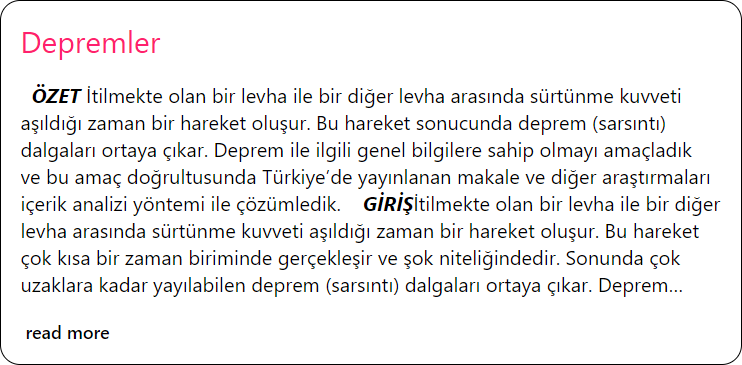 Depremler
ÖZET İtilmekte olan bir levha ile bir diğer levha arasında sürtünme kuvveti
aşıldığı zaman bir hareket oluşur. Bu hareket sonucunda deprem (sarsıntı)
dalgaları ortaya çıkar. Deprem ile ilgili genel bilgilere sahip olmayı amaçladık
ve bu amaç doğrultusunda Türkiye’de yayınlanan makale ve diğer araştırmaları
içerik analizi yöntemi ile çözümledik. GİRİŞİtilmekte olan bir levha ile bir diğer
levha arasında sürtünme kuvveti aşıldığı zaman bir hareket oluşur. Bu hareket
çok kısa bir zaman biriminde gerçekleşir ve şok niteliğindedir. Sonunda çok
uzaklara kadar yayılabilen deprem (sarsıntı) dalgaları ortaya çıkar. Deprem...
read more